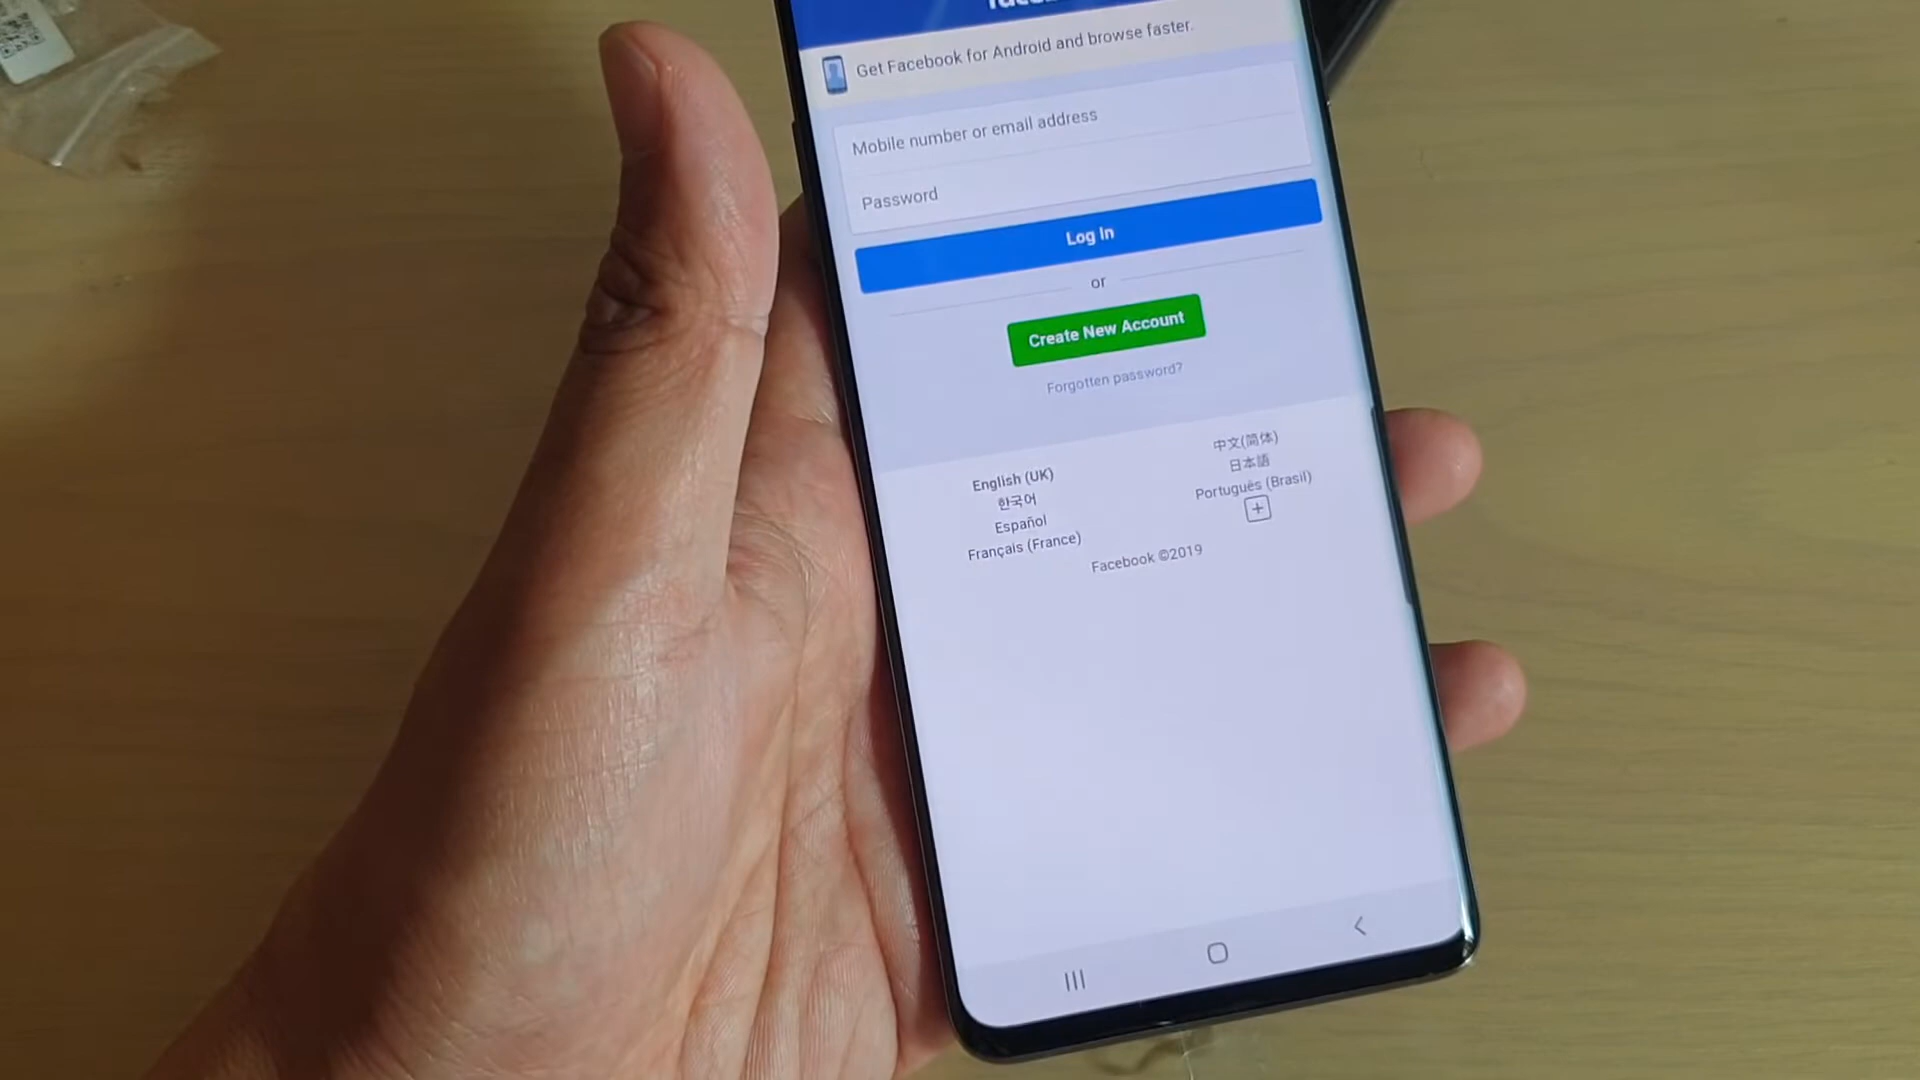 Get Facebook for Android and browse faster.
Mobile number or email address
Password
Log In
or
Create New Account
Forgotten password?
English (UK)
한국어
Español
Français (France)
中文(简体)
日本語
Português (Brasil)
Facebook ©2019